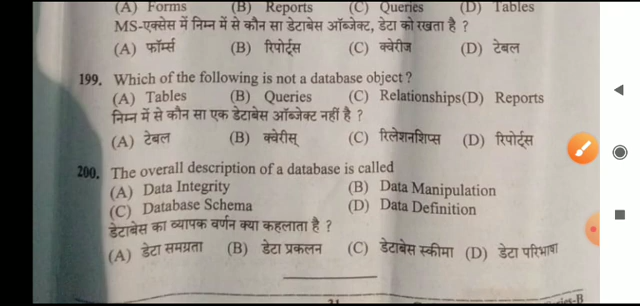 (A) Forms (B) Reports (C) Queries (D) Tables
MS-एक्सेस में निम्न में से कौन सा डेटाबेस ऑब्जेक्ट, डेटा को रखता है ?
(A) फॉर्म्स (B) रिपोर्ट्स (C) क्वेरीज (D) टेबल
199. Which of the following is not a database object ?
(A) Tables (B) Queries (C) Relationships (D) Reports
निम्न में से कौन सा एक डेटाबेस ऑब्जेक्ट नहीं है ?
(A) टेबल (B) क्वेरीस् (C) रिलेशनशिप्स (D) रिपोर्ट्स
200. The overall description of a database is called
(A) Data Integrity (B) Data Manipulation
(C) Database Schema (D) Data Definition
डेटाबेस का व्यापक वर्णन क्या कहलाता है ?
(A) डेटा समग्रता (B) डेटा प्रकलन (C) डेटाबेस स्कीमा (D) डेटा परिभाषा